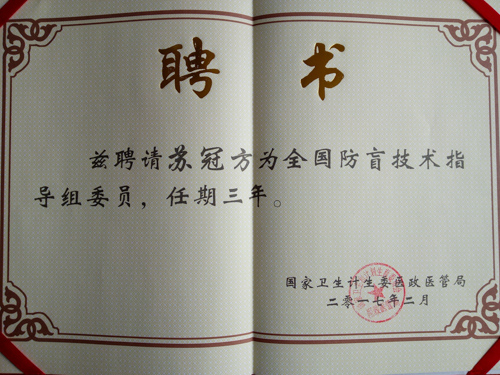 聘书
兹聘请苏冠方为全国防盲技术指
导组委员，任期三年。
国家卫生计生委医政医管局
二零一七年二月